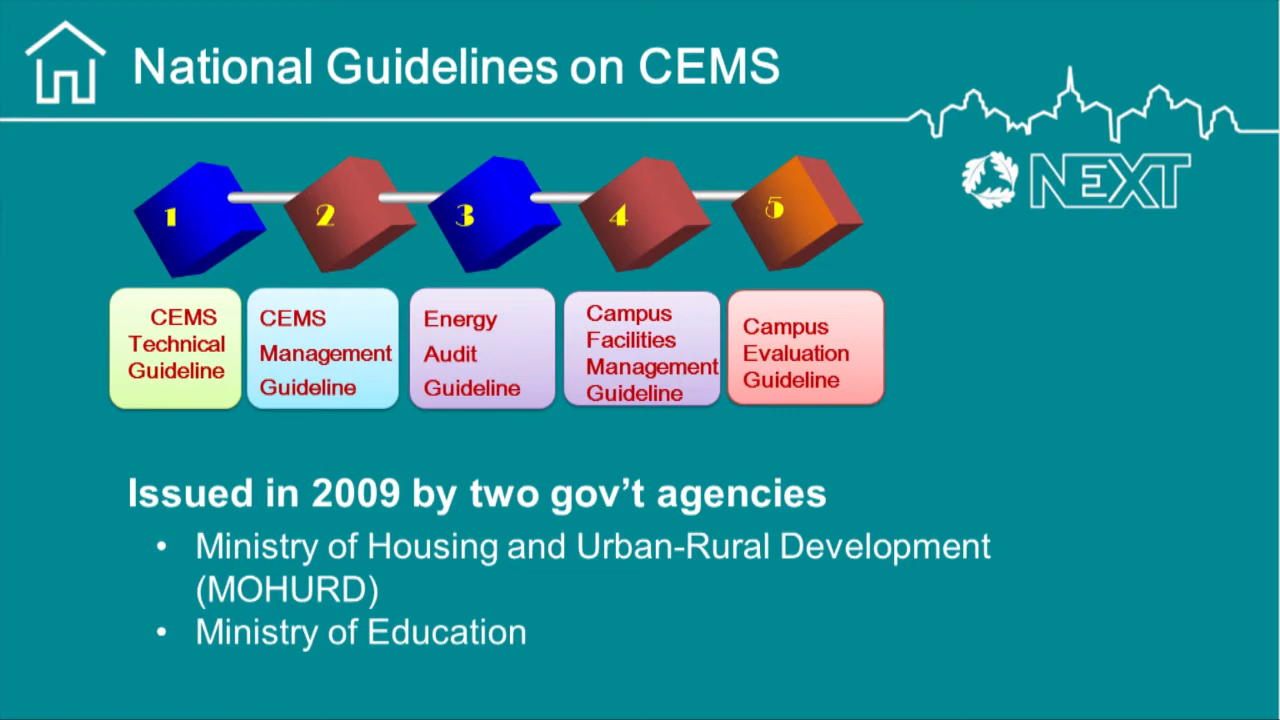 National Guidelines on CEMS
NEXT
1
2
3
4
5
CEMS
Technical
Guideline
CEMS
Management
Guideline
Energy
Audit
Guideline
Campus
Facilities
Management
Guideline
Campus
Evaluation
Guideline
Issued in 2009 by two gov't agencies
• Ministry of Housing and Urban-Rural Development
(MOHURD)
• Ministry of Education